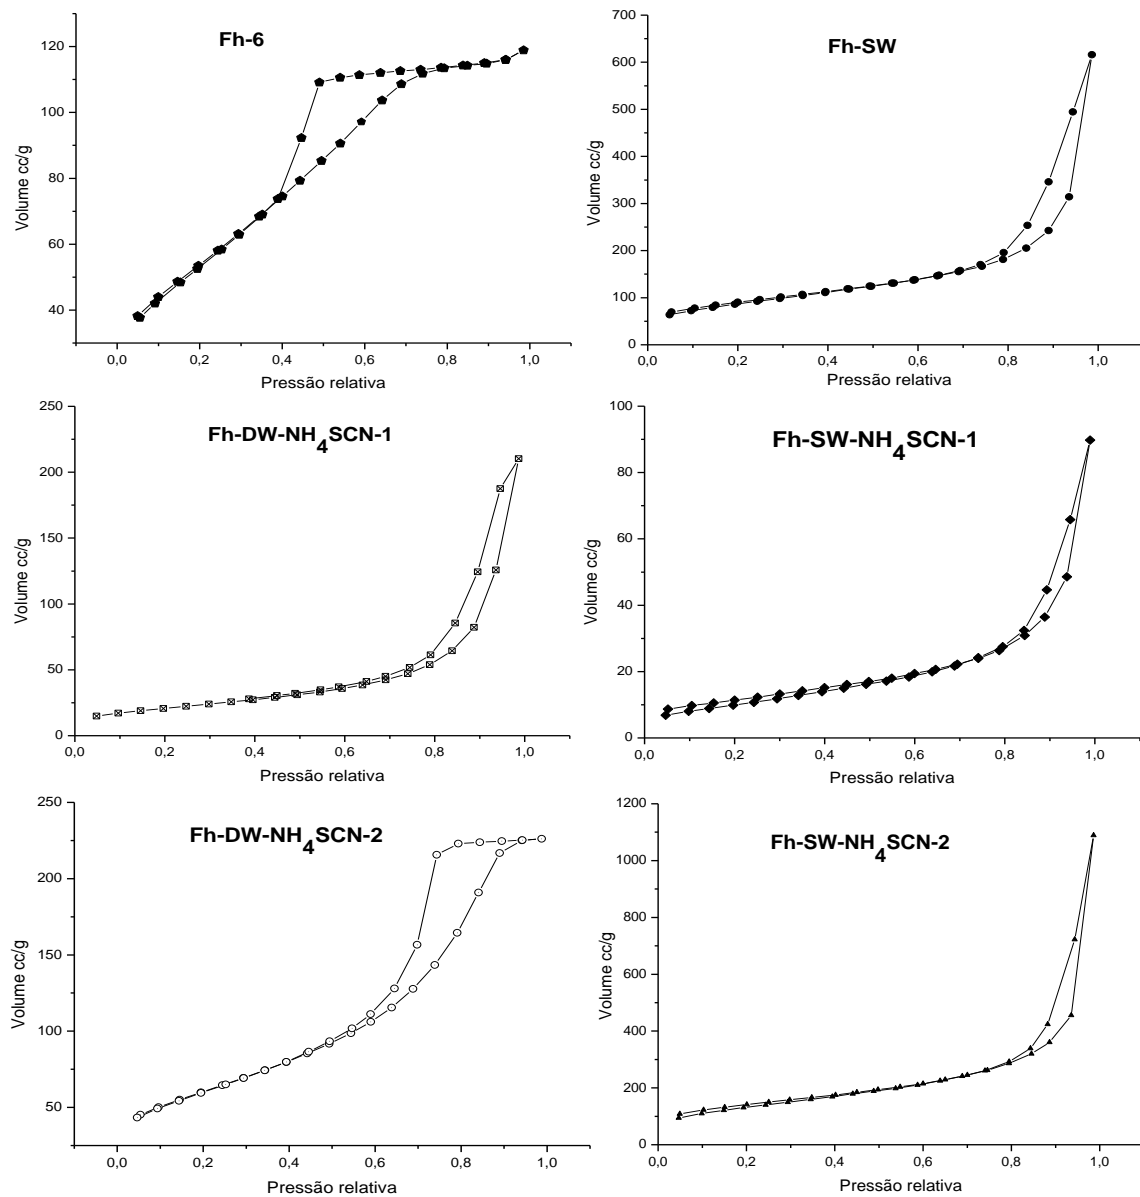 Fh-6
120
100
80
60
40
Volume cc/g
0,0 0,2 0,4 0,6 0,8 1,0
Pressão relativa
Fh-SW
700
600
500
400
300
200
100
0
Volume cc/g
0,0 0,2 0,4 0,6 0,8 1,0
Pressão relativa
Fh-DW-NH4SCN-1
250
200
150
100
50
0
Volume cc/g
0,0 0,2 0,4 0,6 0,8 1,0
Pressão relativa
Fh-SW-NH4SCN-1
100
80
60
40
20
0
Volume cc/g
0,0 0,2 0,4 0,6 0,8 1,0
Pressão relativa
Fh-DW-NH4SCN-2
250
200
150
100
50
Volume cc/g
0,0 0,2 0,4 0,6 0,8 1,0
Pressão relativa
Fh-SW-NH4SCN-2
1200
1000
800
600
400
200
0
Volume cc/g
0,0 0,2 0,4 0,6 0,8 1,0
Pressão relativa